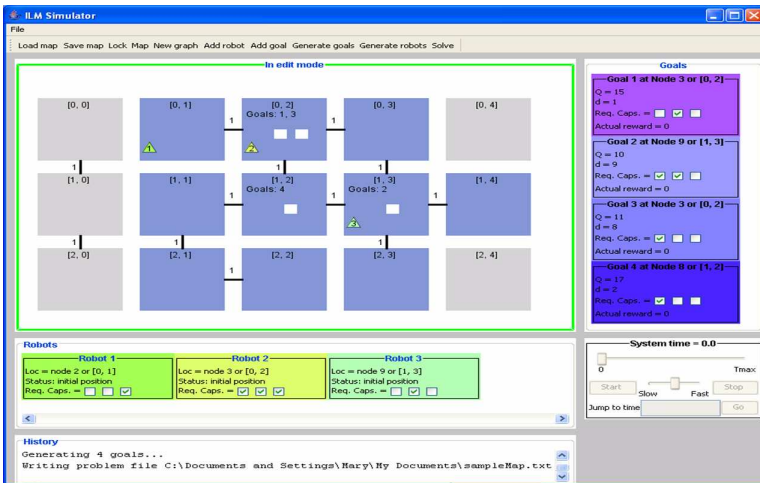 ILM Simulator
File
Load map Save map Lock Map New graph Add robot Add goal Generate goals Generate robots Solve
In edit mode
[0, 0] [0, 1] [0, 2] [0, 3] [0, 4]
Goals: 1, 3
1 1
1 2
1 1 1
[1, 0] [1, 1] [1, 2] [1, 3] [1, 4]
Goals: 4 Goals: 2
1 1 1
3
1 1 1
[2, 0] [2, 1] [2, 2] [2, 3] [2, 4]
1
Goals
Goal 1 at Node 3 or [0, 2]
Q = 15
d = 1
Req. Caps. =
Actual reward = 0
Goal 2 at Node 9 or [1, 3]
Q = 10
d = 9
Req. Caps. =
Actual reward = 0
Goal 3 at Node 3 or [0, 2]
Q = 11
d = 8
Req. Caps. =
Actual reward = 0
Goal 4 at Node 8 or [1, 2]
Q = 17
d = 2
Req. Caps. =
Actual reward = 0
Robots
Robot 1
Loc = node 2 or [0, 1]
Status: initial position
Req. Caps. =
Robot 2
Loc = node 3 or [0, 2]
Status: initial position
Req. Caps. =
Robot 3
Loc = node 9 or [1, 3]
Status: initial position
Req. Caps. =
System time = 0.0
0 Tmax
Start Slow Fast Stop
Jump to time Go
History
Generating 4 goals...
Writing problem file C:\Documents and Settings\Mary\My Documents\sampleMap.txt